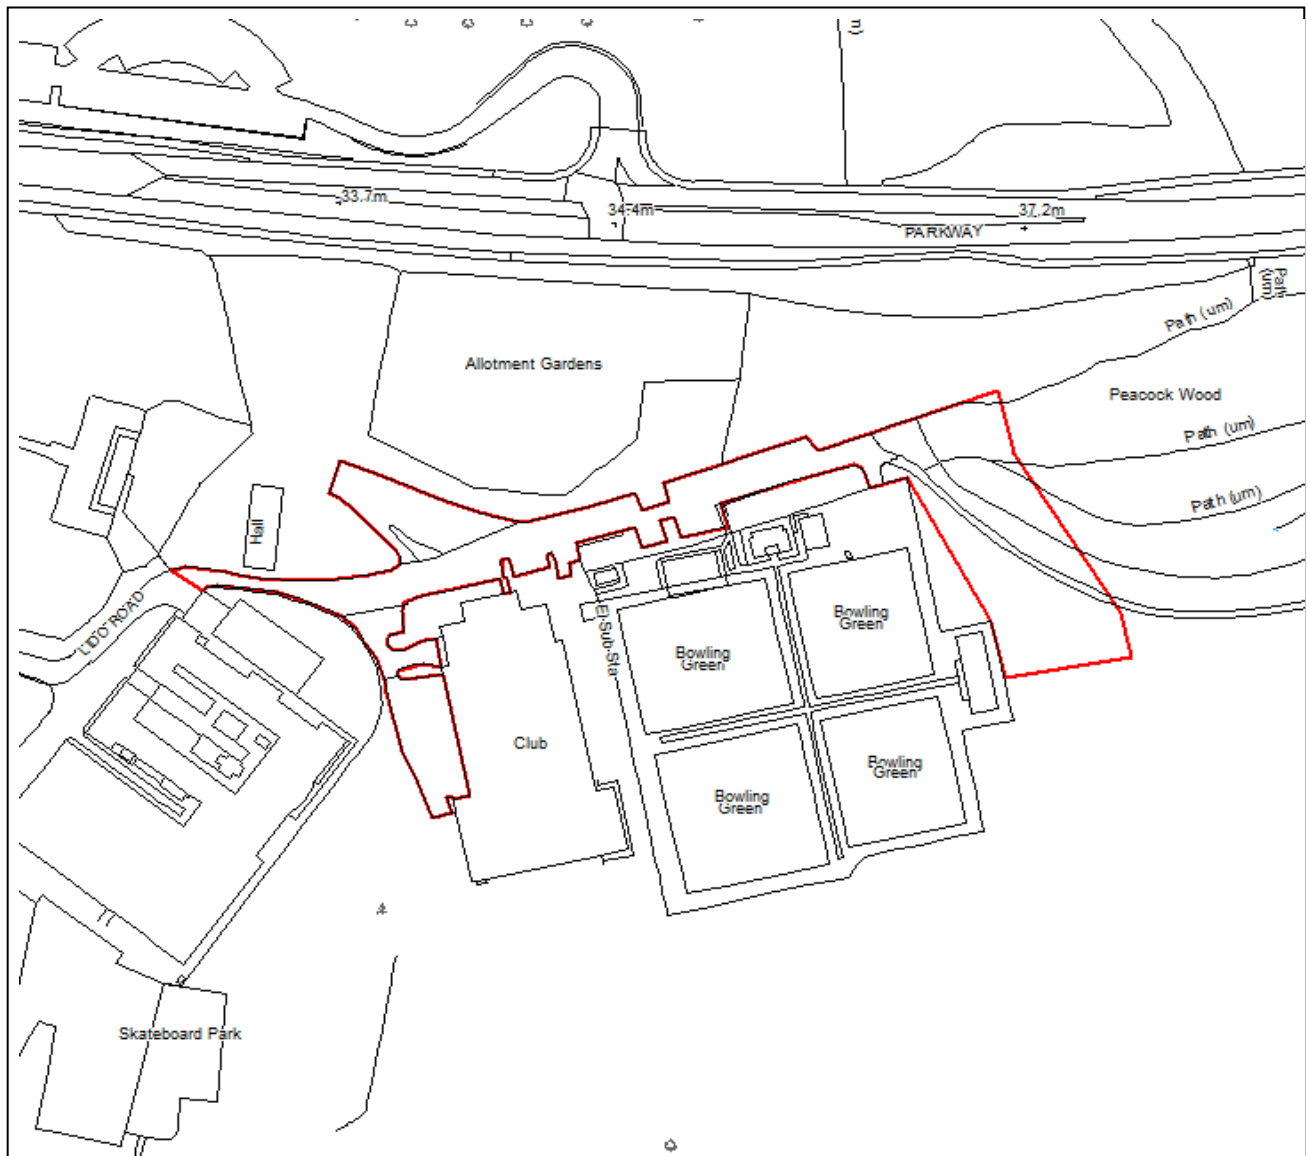 m)
33.7m
34.4m
37.2m
PARKWAY
Path
(um)
Path (um)
Allotment Gardens
Peacock Wood
Path (um)
Path (um)
Hall
LIDO ROAD
El Sub Sta
Bowling
Green
Bowling
Green
Club
Bowling
Green
Bowling
Green
Skateboard Park